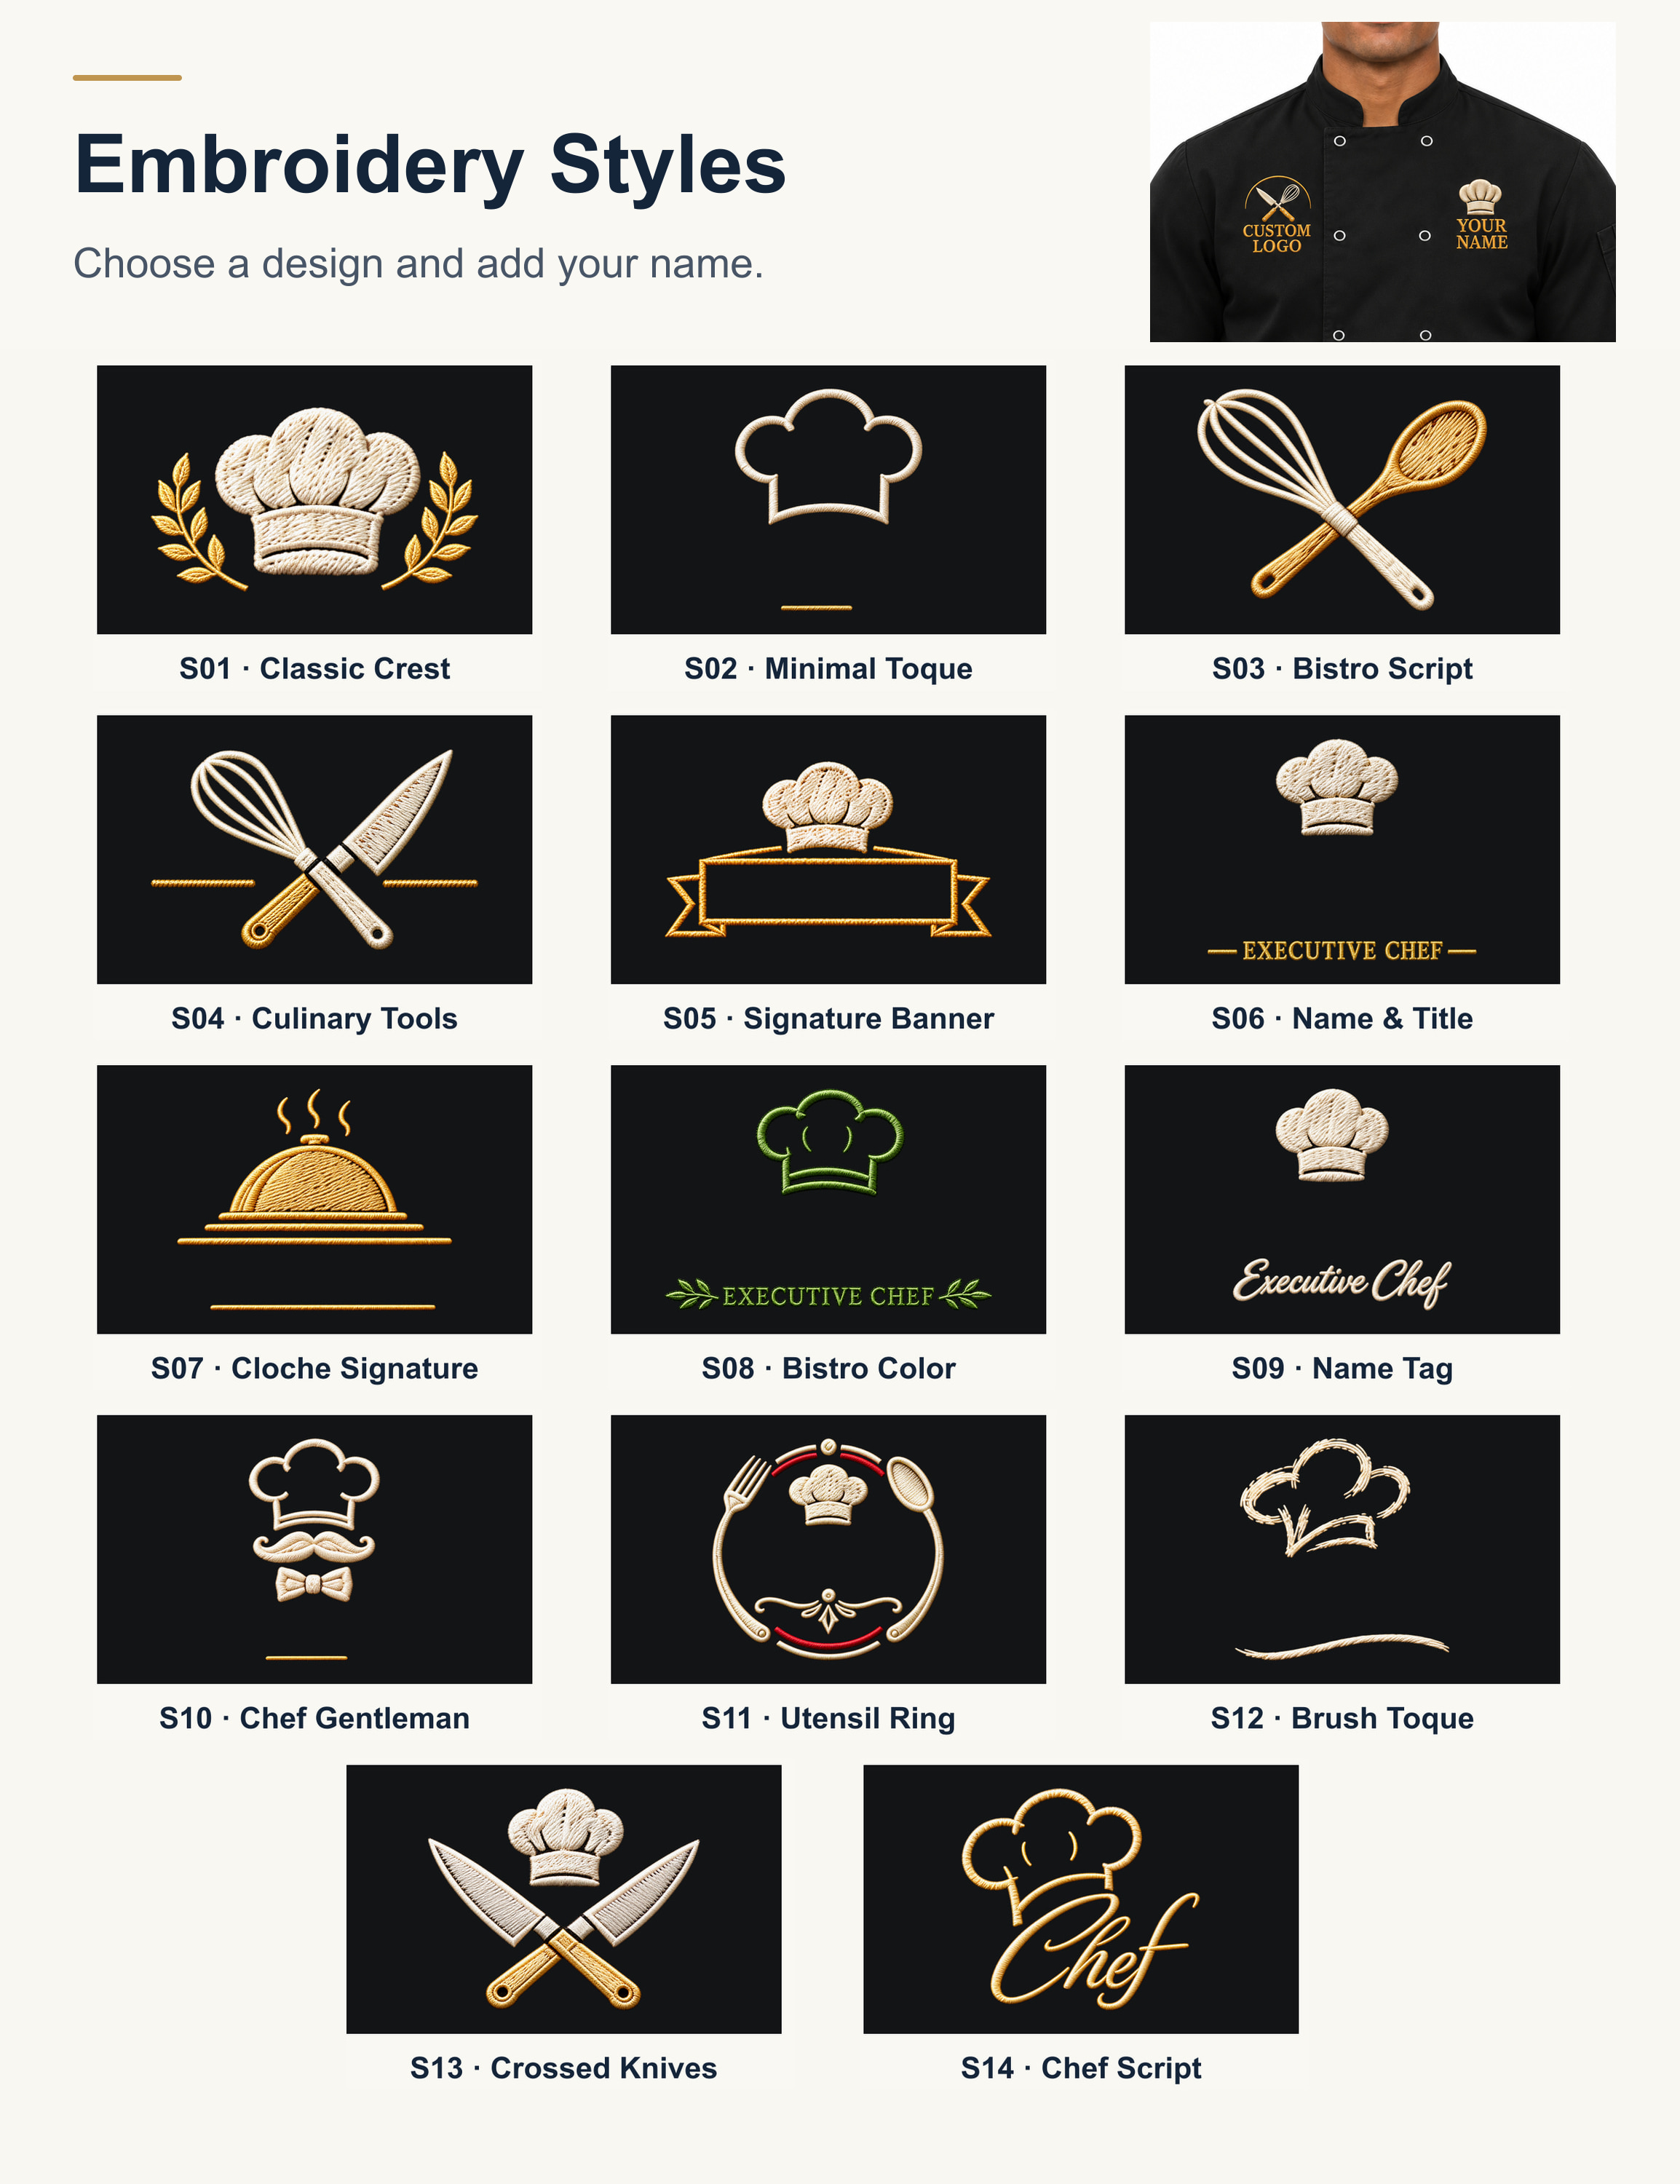 Embroidery Styles
Choose a design and add your name.
CUSTOM
LOGO
YOUR
NAME
S01 · Classic Crest
S02 · Minimal Toque
S03 · Bistro Script
S04 · Culinary Tools
S05 · Signature Banner
EXECUTIVE CHEF
S06 · Name & Title
S07 · Cloche Signature
EXECUTIVE CHEF
S08 · Bistro Color
Executive Chef
S09 · Name Tag
S10 · Chef Gentleman
S11 · Utensil Ring
S12 · Brush Toque
S13 · Crossed Knives
Chef
S14 · Chef Script